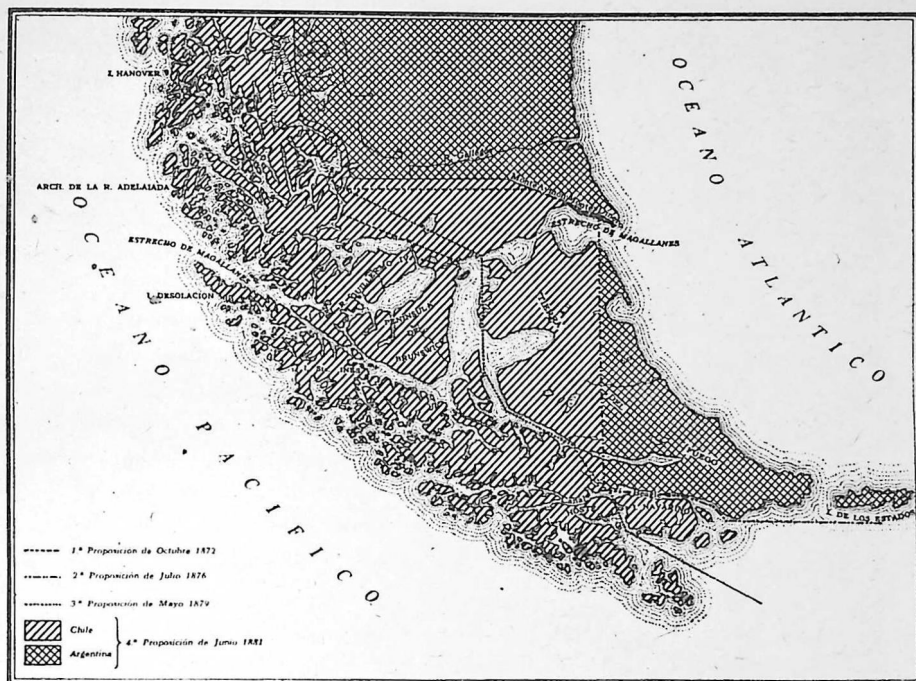 I. HANOVER
OCEANO ATLANTICO
ARCH. DE LA R. ADELAIADA
ESTRECHO DE MAGALLANES
ESTRECHO DE MAGALLANES
I. DESOLACION
OCEANO PACIFICO
I. DE LOS ESTADOS
1.ª Proposición de Octubre 1872
2.ª Proposición de Julio 1876
3.ª Proposición de Mayo 1879
Chile
4.ª Proposición de Junio 1881
Argentina